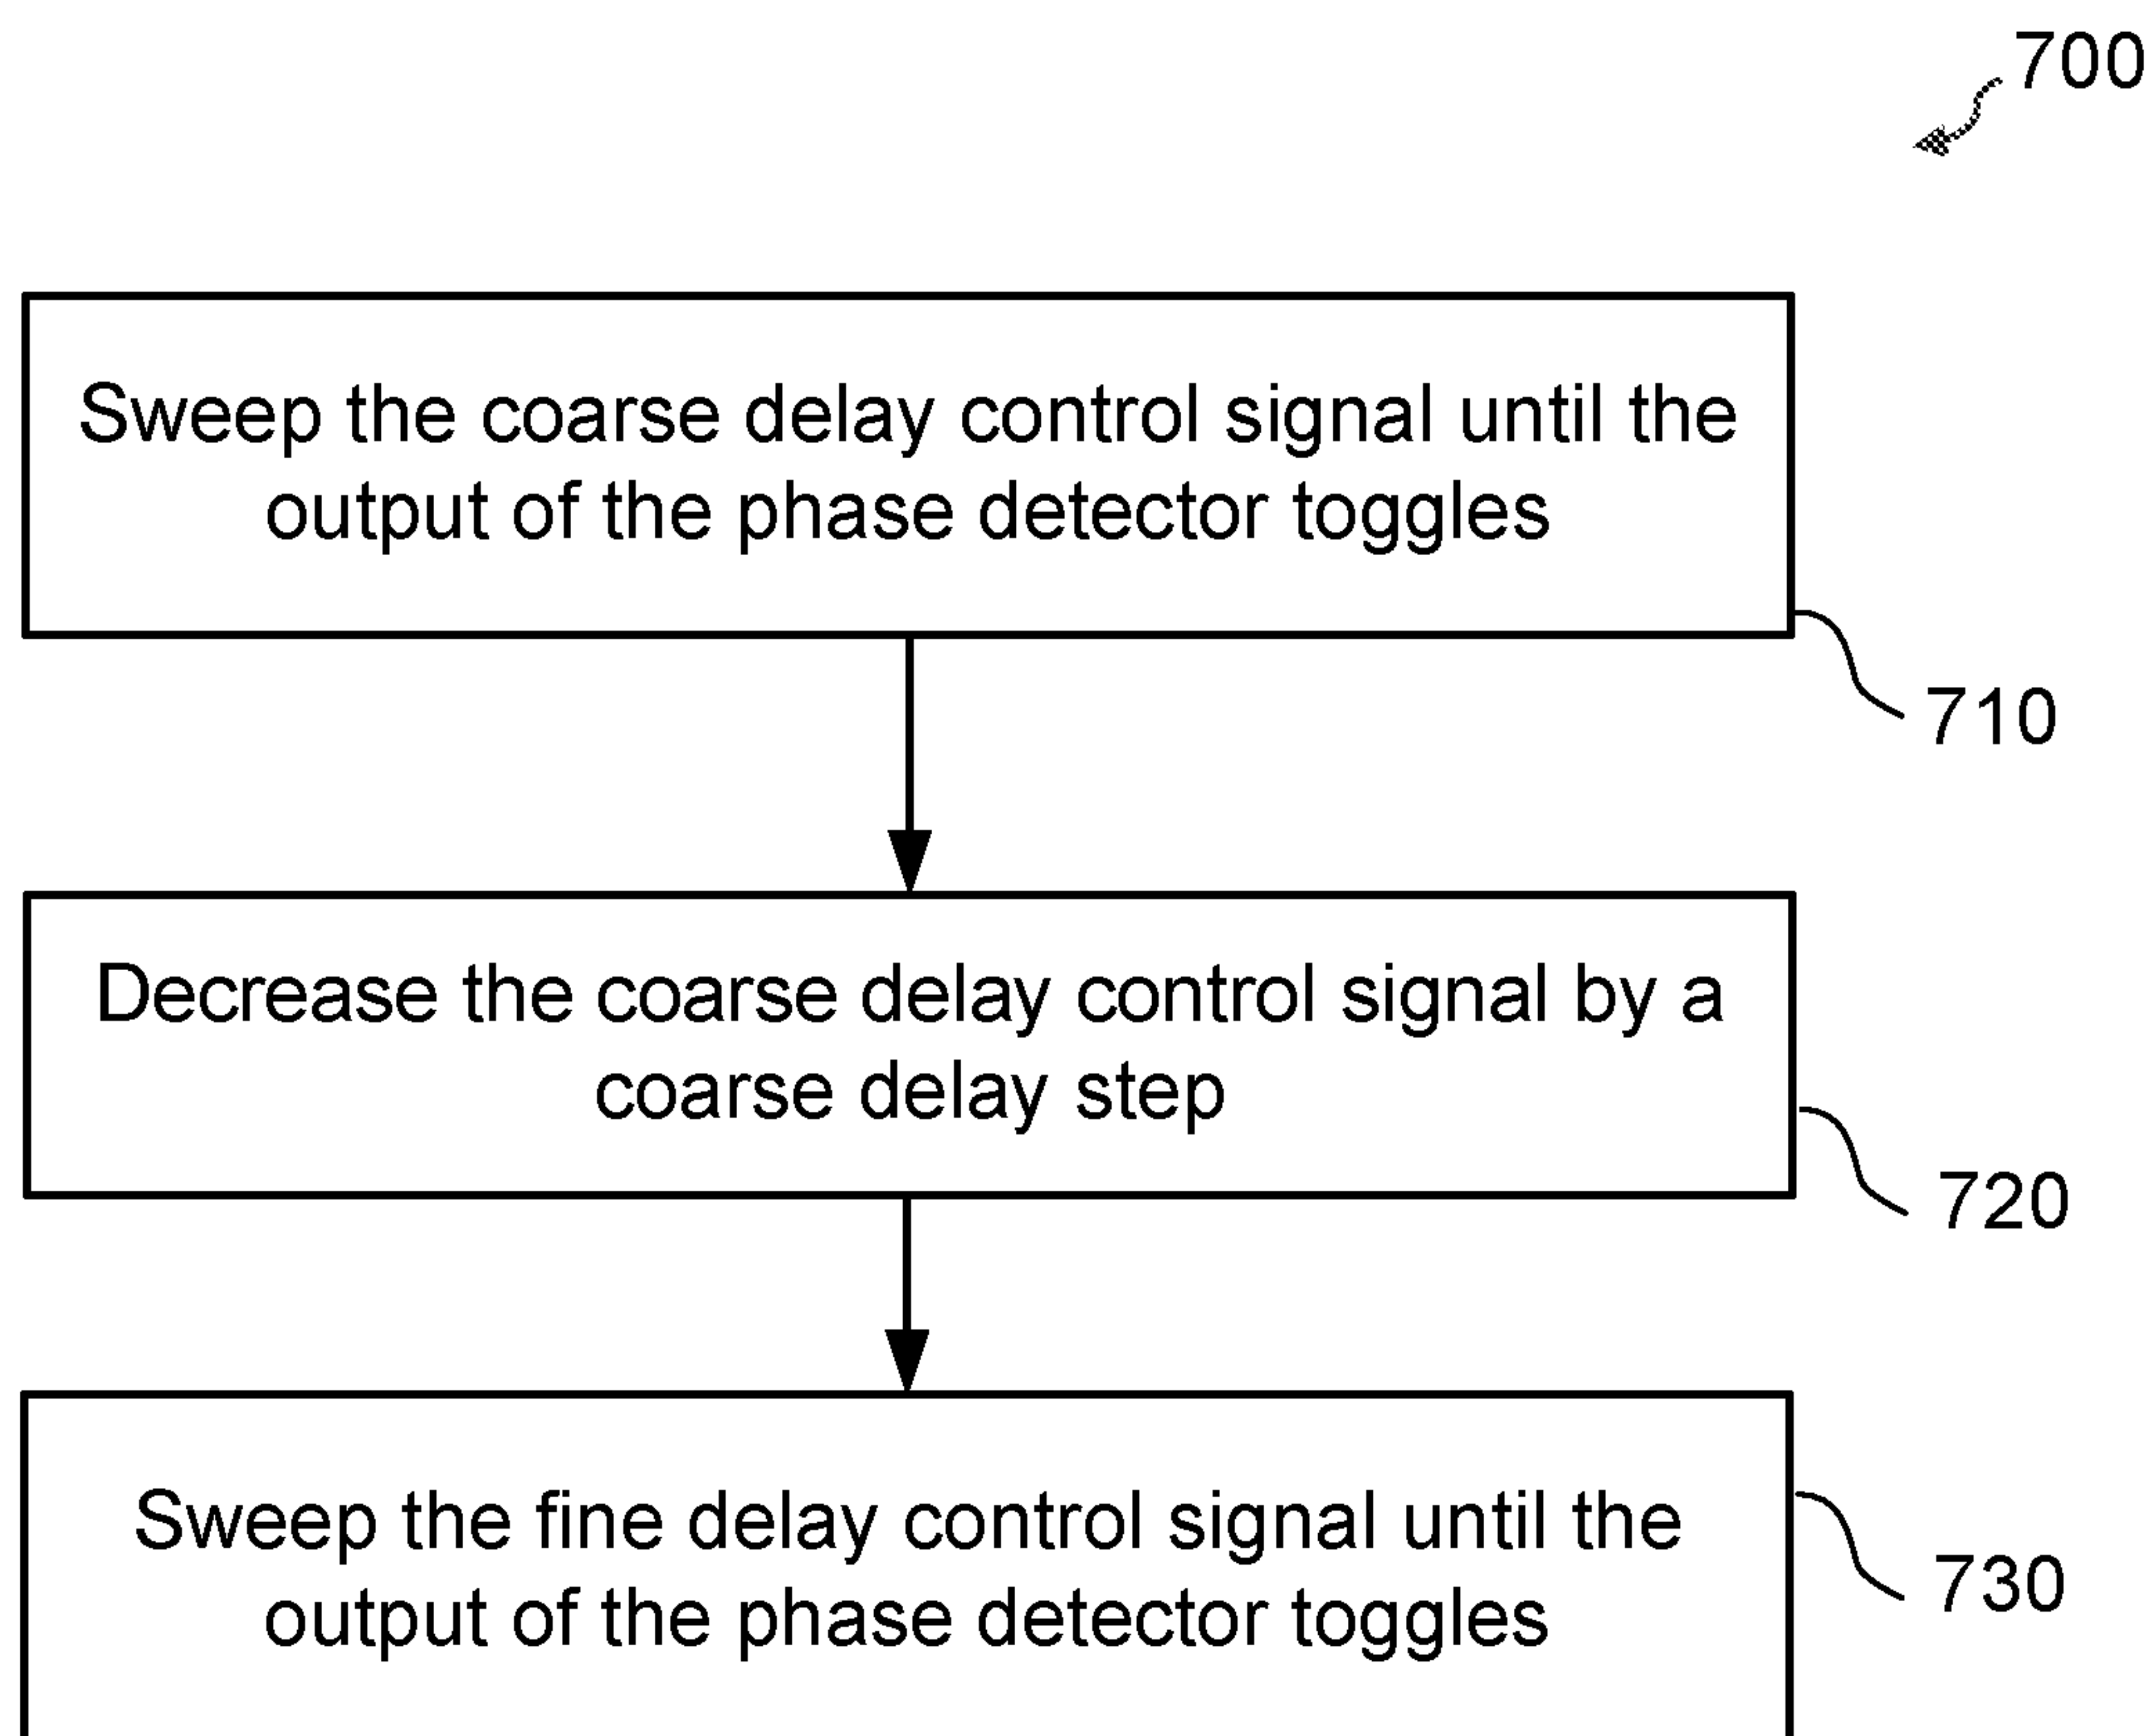 700
Sweep the coarse delay control signal until the
output of the phase detector toggles
710
Decrease the coarse delay control signal by a
coarse delay step
720
Sweep the fine delay control signal until the
output of the phase detector toggles
730